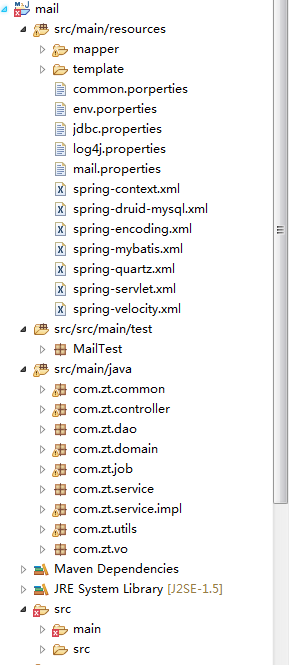 mail
src/main/resources
mapper
template
common.porperties
env.porperties
jdbc.properties
log4j.properties
mail.properties
spring-context.xml
spring-druid-mysql.xml
spring-encoding.xml
spring-mybatis.xml
spring-quartz.xml
spring-servlet.xml
spring-velocity.xml
src/src/main/test
MailTest
src/main/java
com.zt.common
com.zt.controller
com.zt.dao
com.zt.domain
com.zt.job
com.zt.service
com.zt.service.impl
com.zt.utils
com.zt.vo
Maven Dependencies
JRE System Library [J2SE-1.5]
src
main
src